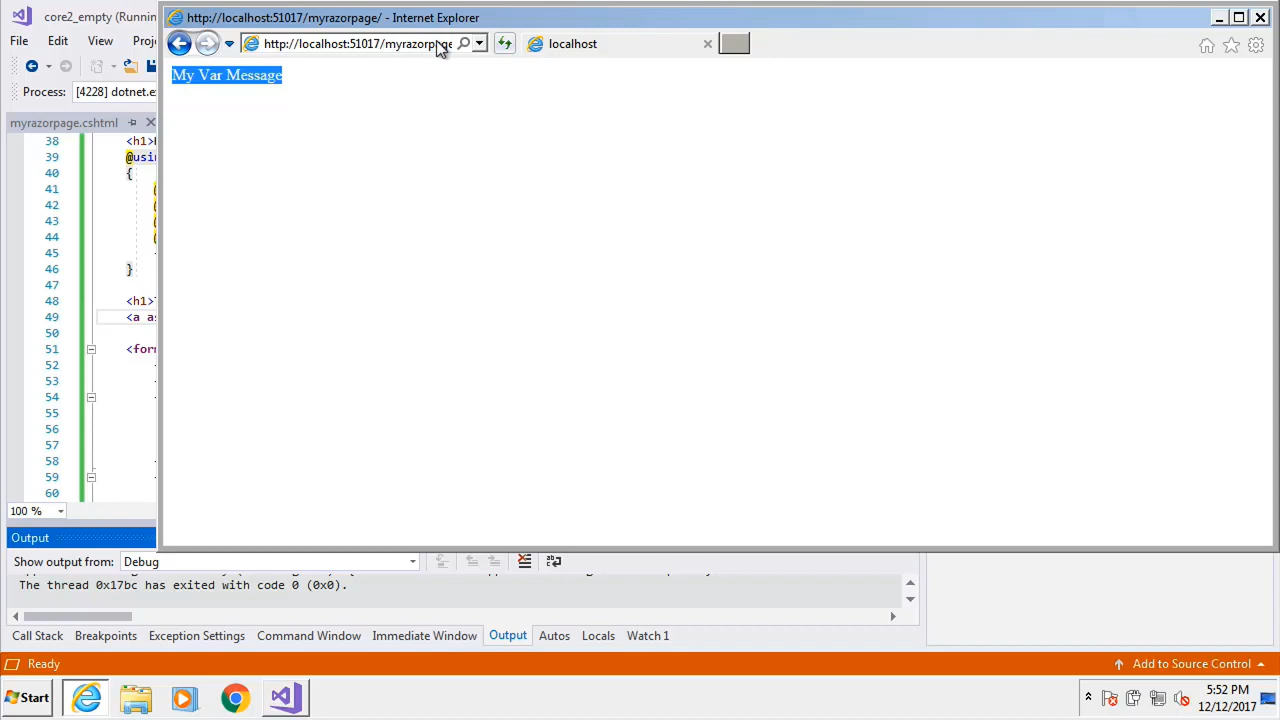 core2_empty (Runnin
http://localhost:51017/myrazorpage/ - Internet Explorer
File Edit View Proj
http://localhost:51017/myrazorpage
localhost
Process: [4228] dotnet.e
My Var Message
myrazorpage.cshtml
38 <h1>
39 @usin
40 {
41
42
43
44
45
46 }
47
48 <h1>
49 <a as
50
51 <form
52
53
54
55
56
57
58
59
60
100 %
Output
Show output from: Debug
The thread 0x17bc has exited with code 0 (0x0).
Call Stack Breakpoints Exception Settings Command Window Immediate Window Output Autos Locals Watch 1
Ready
Add to Source Control
Start
5:52 PM
12/12/2017